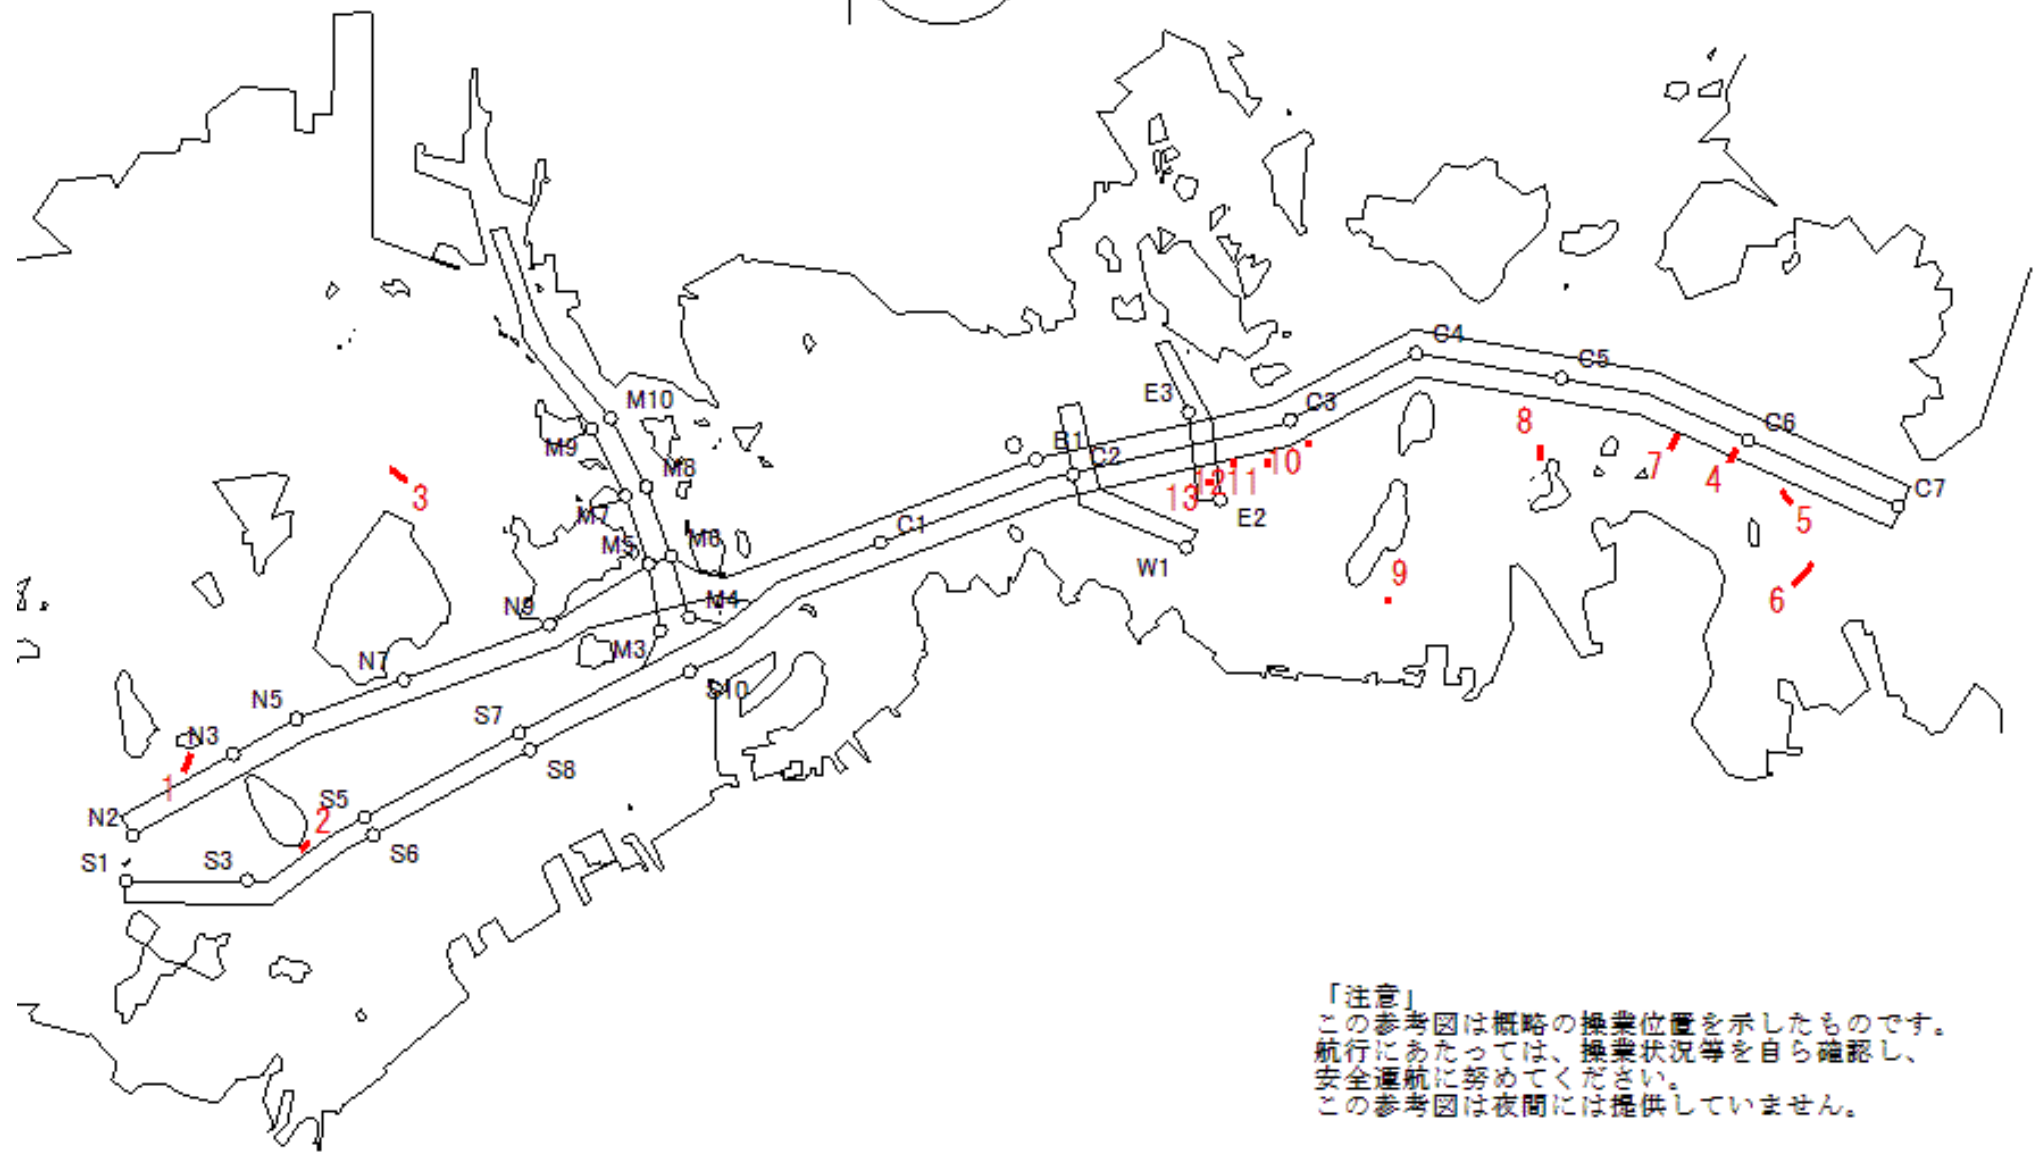 C4
C5
E3
C3
M10
C6
8
B1
M9
7
C2
M8
4
10
12
11
3
13
C7
M7
E2
5
C1
M5
M6
W1
9
N9
M4
6
M3
N7
S10
N5
S7
N3
S8
1
S5
N2
2
S6
S1
S3
「注意」
この参考図は概略の操業位置を示したものです。
航行にあたっては、操業状況等を自ら確認し、
安全運航に努めてください。
この参考図は夜間には提供していません。